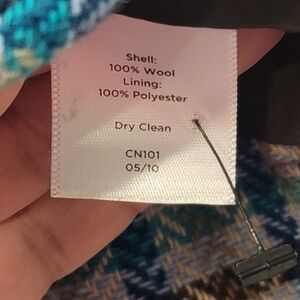 Shell:
100% Wool
Lining:
100% Polyester
Dry Clean
CN101
05/10